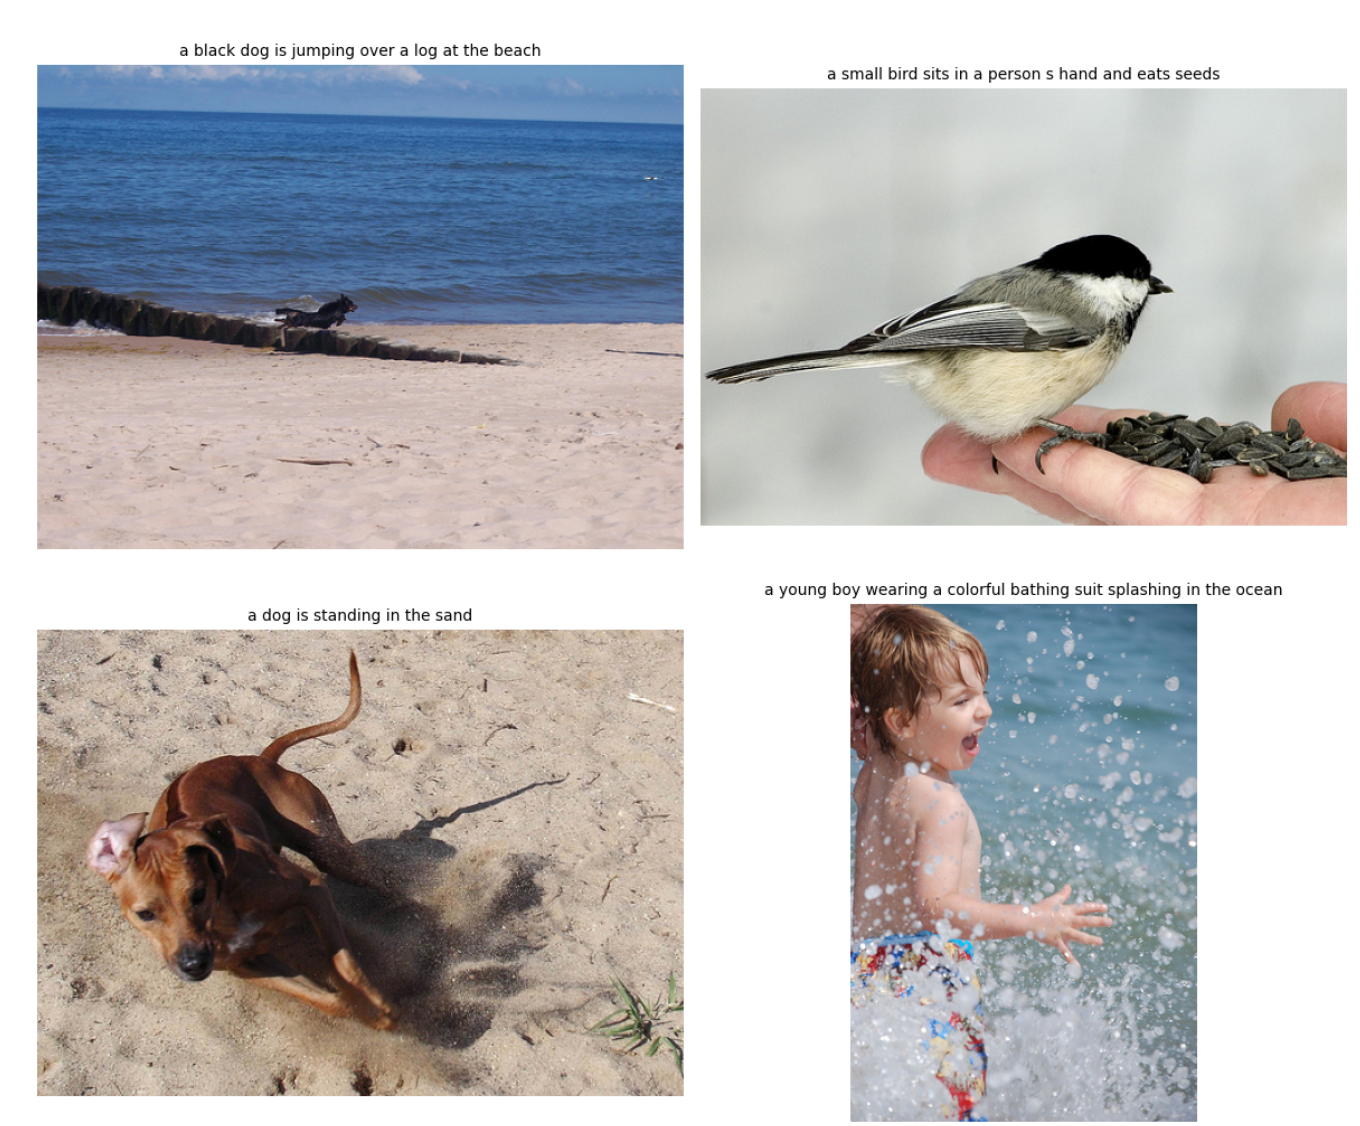 a black dog is jumping over a log at the beach
a small bird sits in a person s hand and eats seeds
a dog is standing in the sand
a young boy wearing a colorful bathing suit splashing in the ocean